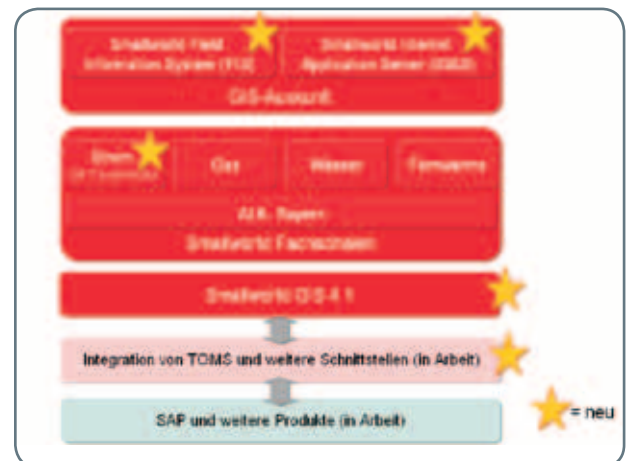 Smallworld Field
Information System (FIS)
Smallworld Internet
Application Server
GIS-Auskunft
Strom
Gas
Wasser
Fernwärme
ALK-Bayern
Smallworld Fachschalen
Smallworld GIS 4.1
Integration von TOMS und weitere Schnittstellen (in Arbeit)
SAP und weitere Produkte (in Arbeit)
= neu